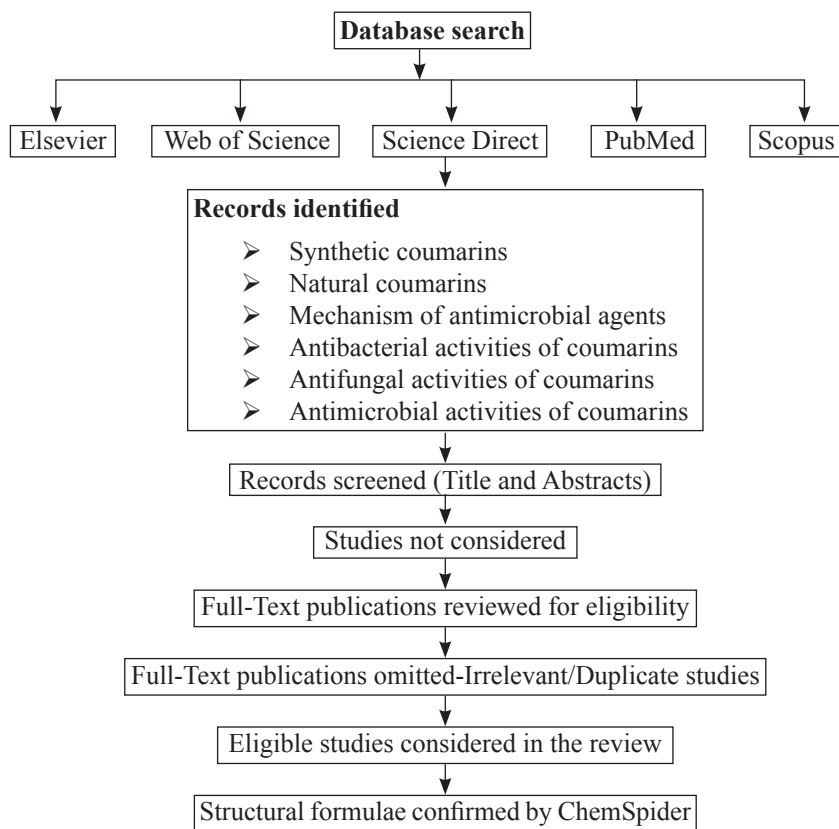 Database search
Elsevier Web of Science Science Direct PubMed Scopus
Records identified
➢ Synthetic coumarins
➢ Natural coumarins
➢ Mechanism of antimicrobial agents
➢ Antibacterial activities of coumarins
➢ Antifungal activities of coumarins
➢ Antimicrobial activities of coumarins
Records screened (Title and Abstracts)
Studies not considered
Full-Text publications reviewed for eligibility
Full-Text publications omitted-Irrelevant/Duplicate studies
Eligible studies considered in the review
Structural formulae confirmed by ChemSpider